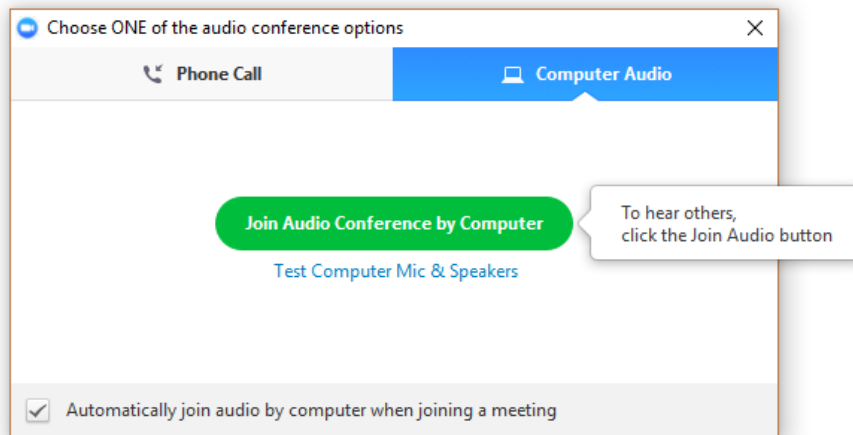 Choose ONE of the audio conference options
Phone Call
Computer Audio
Join Audio Conference by Computer
To hear others,
click the Join Audio button
Test Computer Mic & Speakers
Automatically join audio by computer when joining a meeting